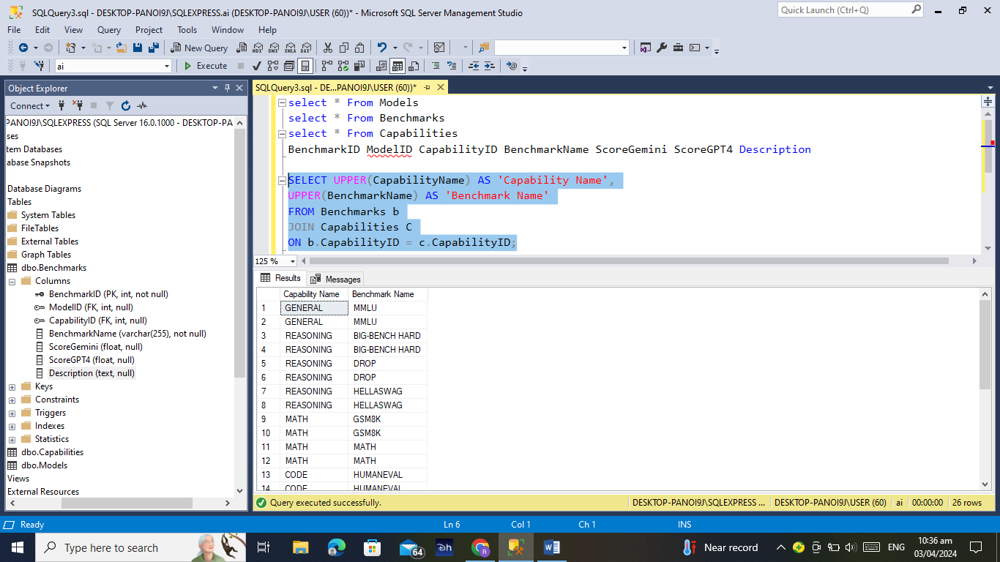 SQLQuery3.sql - DESKTOP-PANOI9J\SQLEXPRESS.ai (DESKTOP-PANOI9J\USER (60))* - Microsoft SQL Server Management Studio
Quick Launch (Ctrl+Q)
File Edit View Query Project Tools Window Help
New Query
MDX DMX XMLA DAX
ai
Execute
Object Explorer
Connect
PANOI9J\SQLEXPRESS (SQL Server 16.0.1000 - DESKTOP-PA
ses
tem Databases
abase Snapshots
Database Diagrams
Tables
System Tables
FileTables
External Tables
Graph Tables
dbo.Benchmarks
Columns
BenchmarkID (PK, int, not null)
ModelID (FK, int, null)
CapabilityID (FK, int, null)
BenchmarkName (varchar(255), not null)
ScoreGemini (float, null)
ScoreGPT4 (float, null)
Description (text, null)
Keys
Constraints
Triggers
Indexes
Statistics
dbo.Capabilities
dbo.Models
Views
External Resources
SQLQuery3.sql - DE...PANOI9J\USER (60))*
select * From Models
select * From Benchmarks
select * From Capabilities
BenchmarkID ModelID CapabilityID BenchmarkName ScoreGemini ScoreGPT4 Description
SELECT UPPER(CapabilityName) AS 'Capability Name',
UPPER(BenchmarkName) AS 'Benchmark Name'
FROM Benchmarks b
JOIN Capabilities C
ON b.CapabilityID = c.CapabilityID;
125 %
Results Messages
Capability Name Benchmark Name
1 GENERAL MMLU
2 GENERAL MMLU
3 REASONING BIG-BENCH HARD
4 REASONING BIG-BENCH HARD
5 REASONING DROP
6 REASONING DROP
7 REASONING HELLASWAG
8 REASONING HELLASWAG
9 MATH GSM8K
10 MATH GSM8K
11 MATH MATH
12 MATH MATH
13 CODE HUMANEVAL
14 CODE HUMANEVAL
Query executed successfully. DESKTOP-PANOI9J\SQLEXPRESS ... DESKTOP-PANOI9J\USER (60) ai 00:00:00 26 rows
Ready Ln 6 Col 1 Ch 1 INS
Type here to search
64
Near record
ENG
10:36 am
03/04/2024